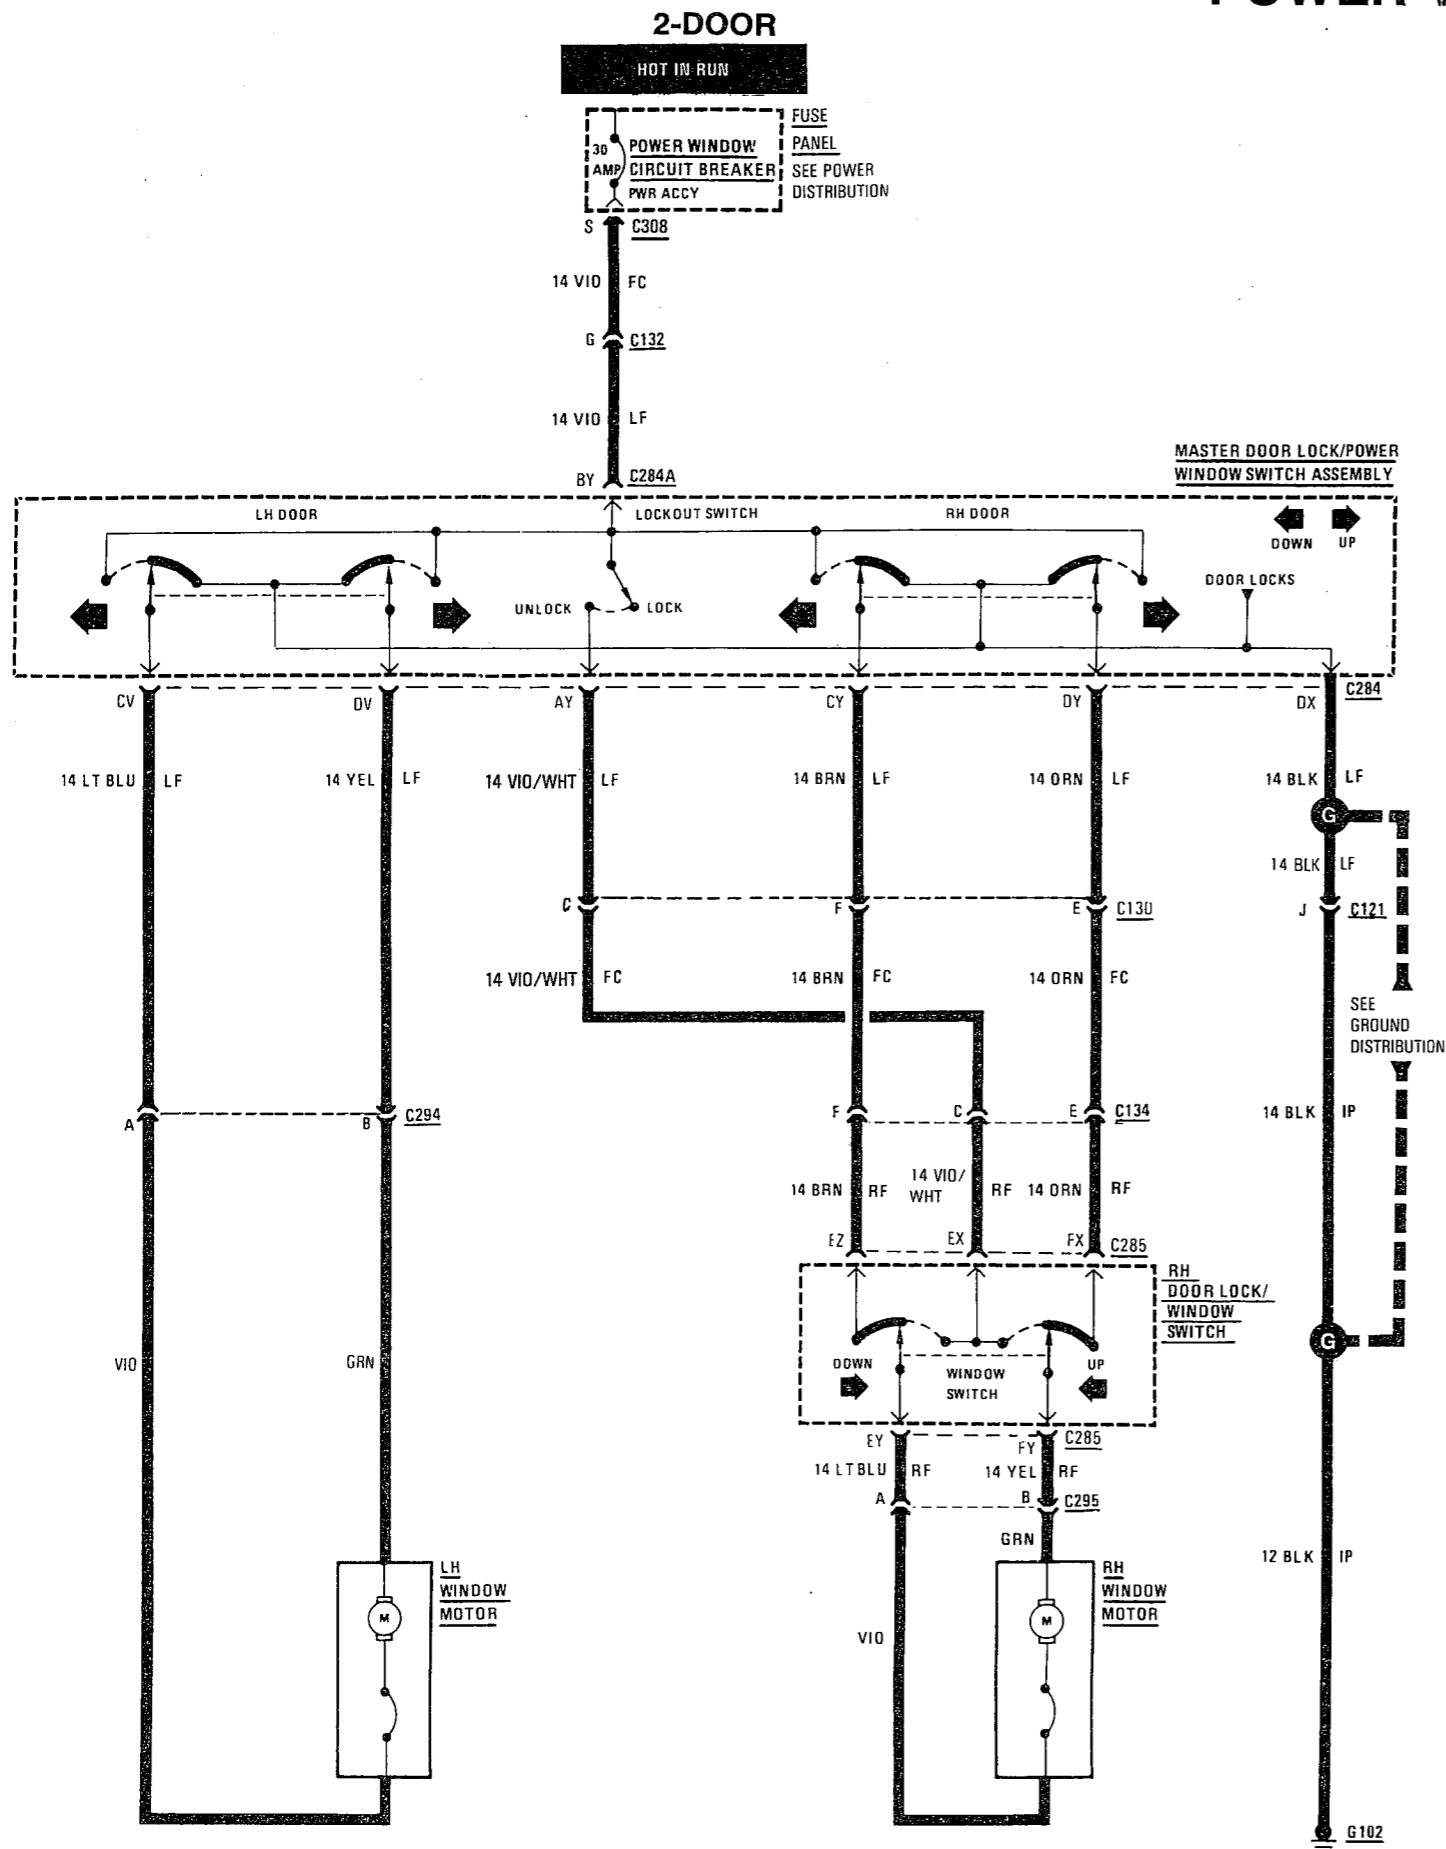 2-DOOR
HOT IN RUN
FUSE
PANEL
SEE POWER
DISTRIBUTION
30
AMP
POWER WINDOW
CIRCUIT BREAKER
PWR ACCY
S C308
14 VIO FC
G C132
14 VIO LF
BY C284A
MASTER DOOR LOCK/POWER
WINDOW SWITCH ASSEMBLY
LH DOOR
LOCKOUT SWITCH
RH DOOR
DOWN UP
DOOR LOCKS
UNLOCK LOCK
CV DV AY CY DY DX C284
14 LT BLU LF
14 YEL LF
14 VIO/WHT LF
14 BRN LF
14 ORN LF
14 BLK LF
G
14 BLK LF
C F E C130
J C121
14 VIO/WHT FC
14 BRN FC
14 ORN FC
SEE
GROUND
DISTRIBUTION
A B C294
F C E C134
14 BLK IP
14 BRN RF
14 VIO/
WHT RF
14 ORN RF
EZ EX FX C285
RH
DOOR LOCK/
WINDOW
SWITCH
G
DOWN
WINDOW
SWITCH
UP
VIO
GRN
EY FY C285
14 LT BLU RF
14 YEL RF
A B C295
GRN
12 BLK IP
LH
WINDOW
MOTOR
M
RH
WINDOW
MOTOR
M
VIO
G102